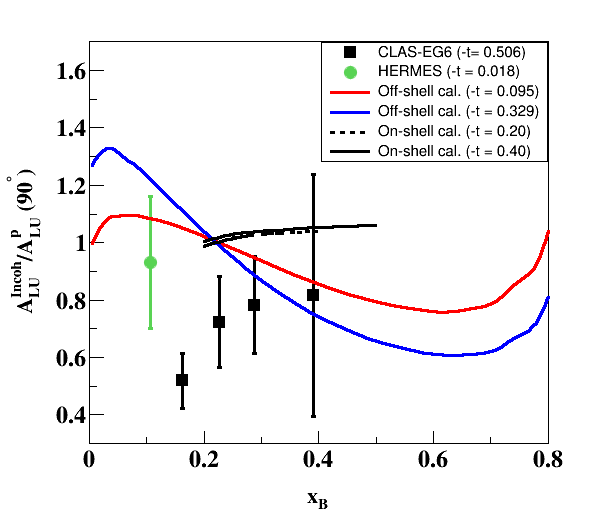 CLAS-EG6 (-t = 0.506)
HERMES (-t = 0.018)
Off-shell cal. (-t = 0.095)
Off-shell cal. (-t = 0.329)
On-shell cal. (-t = 0.20)
On-shell cal. (-t = 0.40)
1.6
1.4
1.2
1
0.8
0.6
0.4
A_LU^Incoh/A_LU^p (90°)
0 0.2 0.4 0.6 0.8
x_B